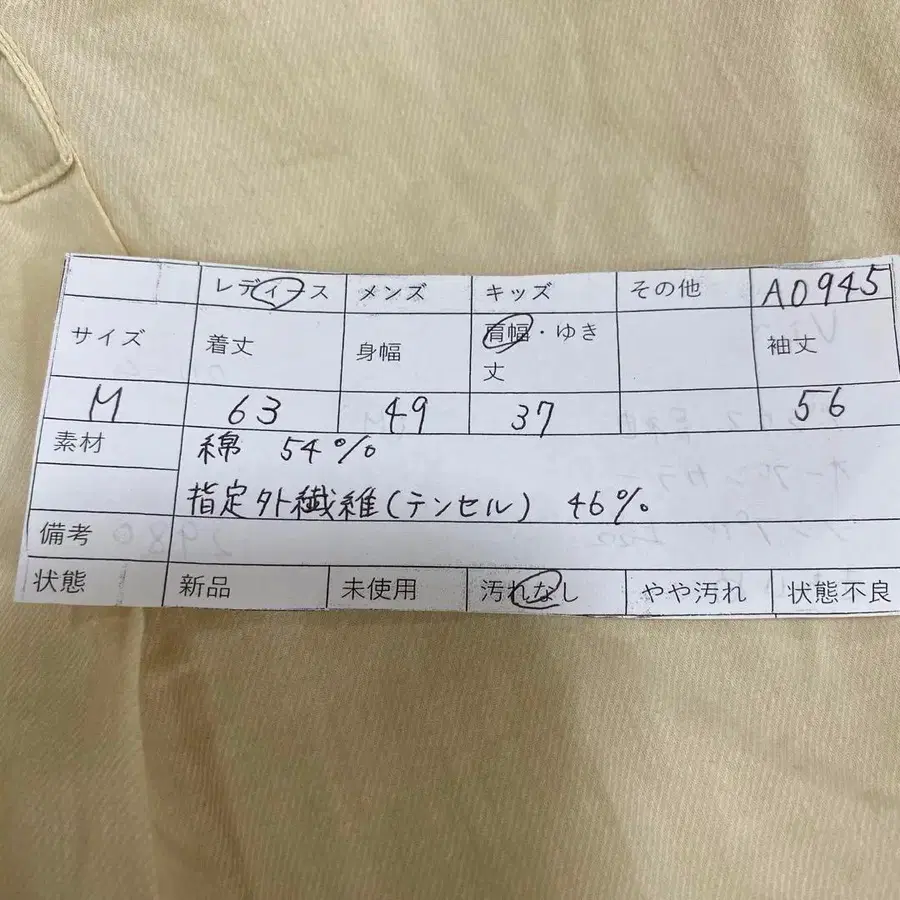 レディース メンズ キッズ その他 A0945
サイズ 着丈 身幅 肩幅・ゆき丈 袖丈
M 63 49 37 56
素材 綿 54%
指定外繊維(テンセル) 46%
備考
状態 新品 未使用 汚れなし やや汚れ 状態不良